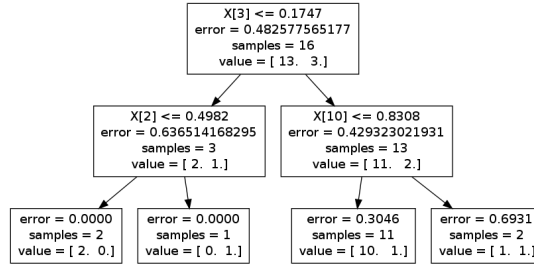 X[3] <= 0.1747
error = 0.482577565177
samples = 16
value = [ 13.   3.]
X[2] <= 0.4982
error = 0.636514168295
samples = 3
value = [ 2.  1.]
X[10] <= 0.8308
error = 0.429323021931
samples = 13
value = [ 11.   2.]
error = 0.0000
samples = 2
value = [ 2.  0.]
error = 0.0000
samples = 1
value = [ 0.  1.]
error = 0.3046
samples = 11
value = [ 10.   1.]
error = 0.6931
samples = 2
value = [ 1.  1.]